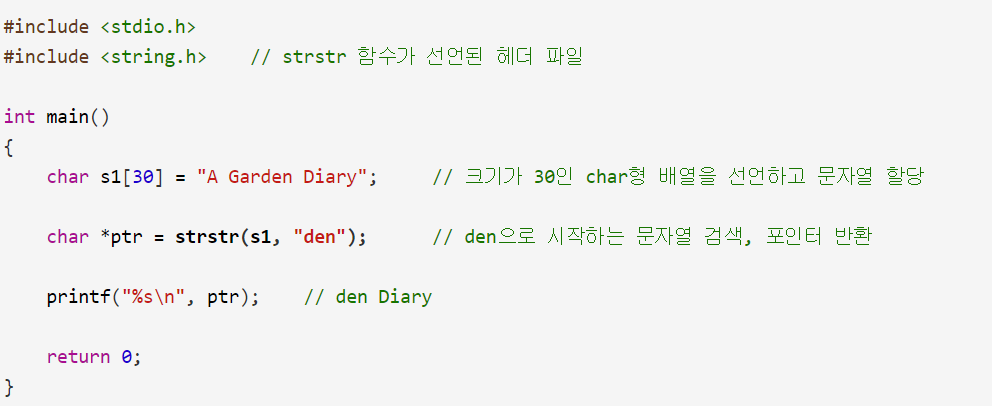 #include <stdio.h>
#include <string.h>    // strstr 함수가 선언된 헤더 파일
int main()
{
    char s1[30] = "A Garden Diary";     // 크기가 30인 char형 배열을 선언하고 문자열 할당
    char *ptr = strstr(s1, "den");      // den으로 시작하는 문자열 검색, 포인터 반환
    printf("%s\n", ptr);    // den Diary
    return 0;
}